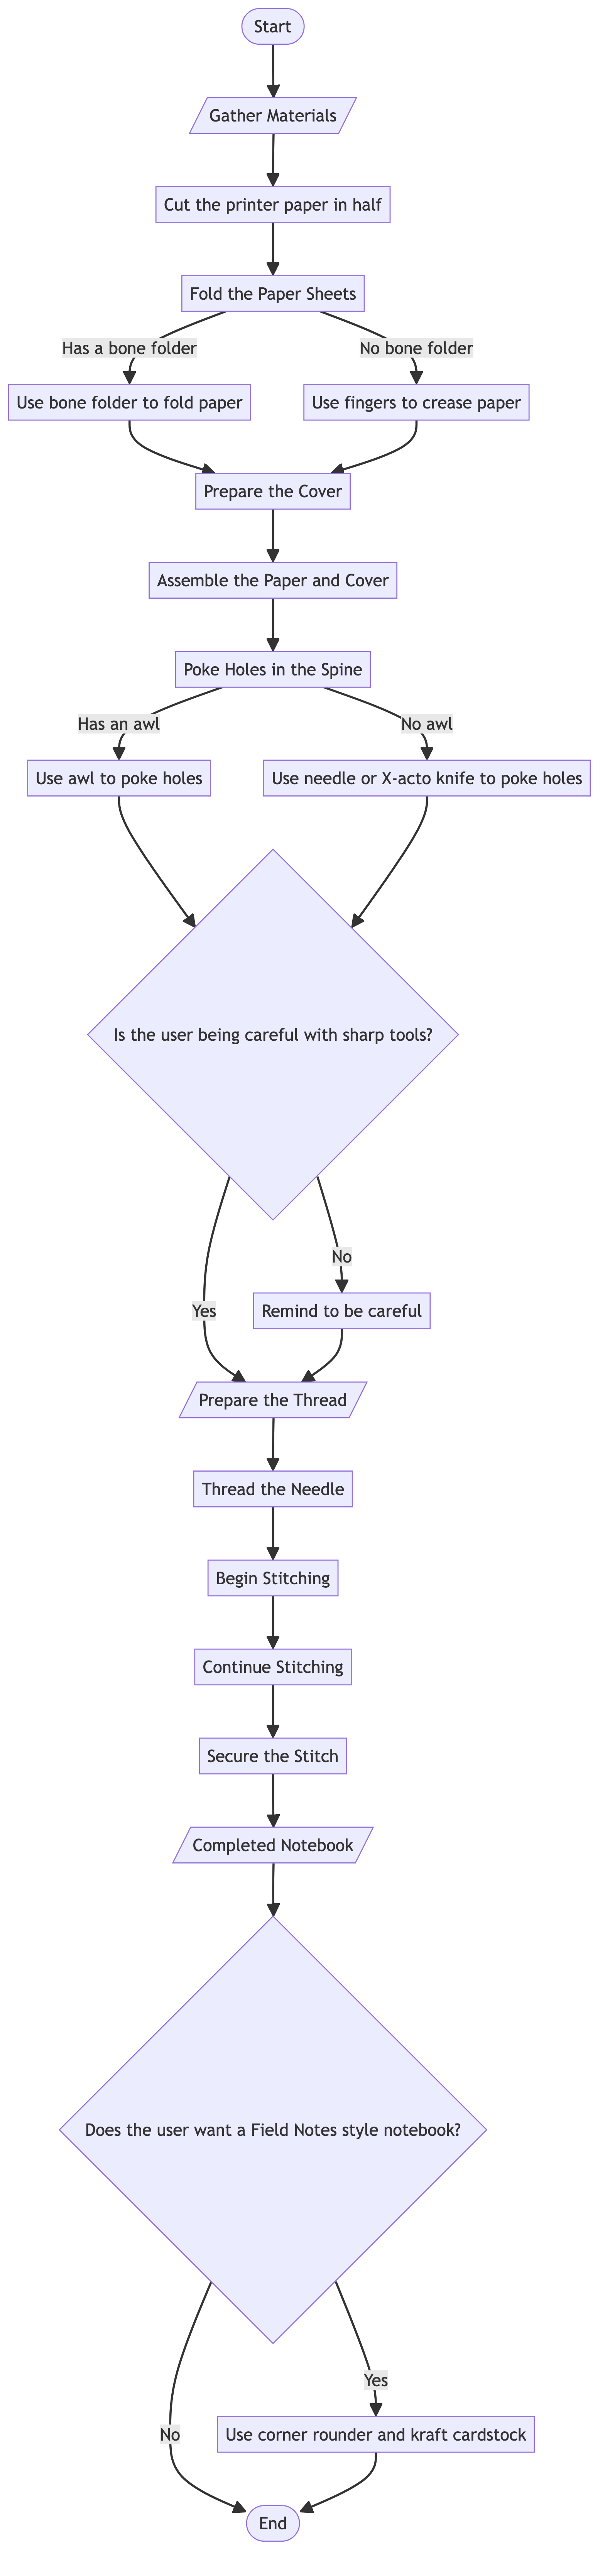 Start
Gather Materials
Cut the printer paper in half
Fold the Paper Sheets
Has a bone folder
No bone folder
Use bone folder to fold paper
Use fingers to crease paper
Prepare the Cover
Assemble the Paper and Cover
Poke Holes in the Spine
Has an awl
No awl
Use awl to poke holes
Use needle or X-acto knife to poke holes
Is the user being careful with sharp tools?
No
Yes
Remind to be careful
Prepare the Thread
Thread the Needle
Begin Stitching
Continue Stitching
Secure the Stitch
Completed Notebook
Does the user want a Field Notes style notebook?
Yes
No
Use corner rounder and kraft cardstock
End